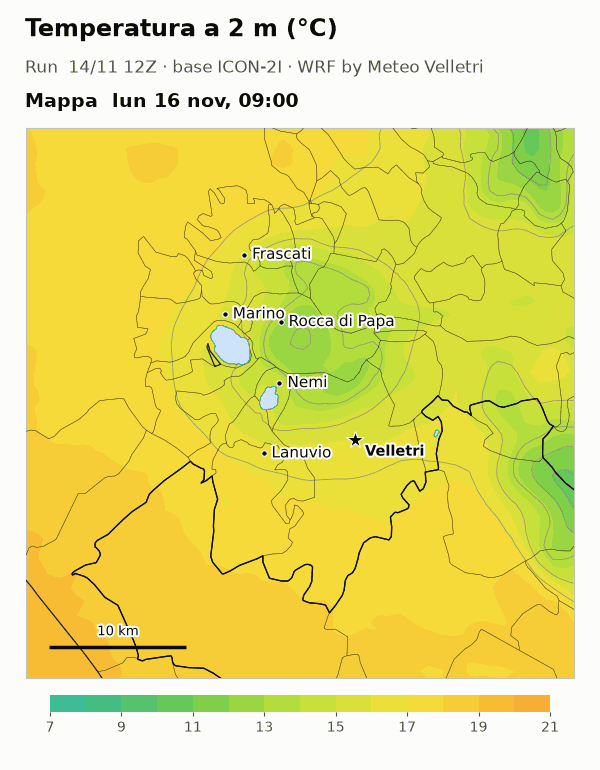 Temperatura a 2 m (°C)
Run  14/11 12Z · base ICON-2I · WRF by Meteo Velletri
Mappa  lun 16 nov, 09:00
Frascati
Marino
Rocca di Papa
Nemi
Velletri
Lanuvio
10 km
7 9 11 13 15 17 19 21